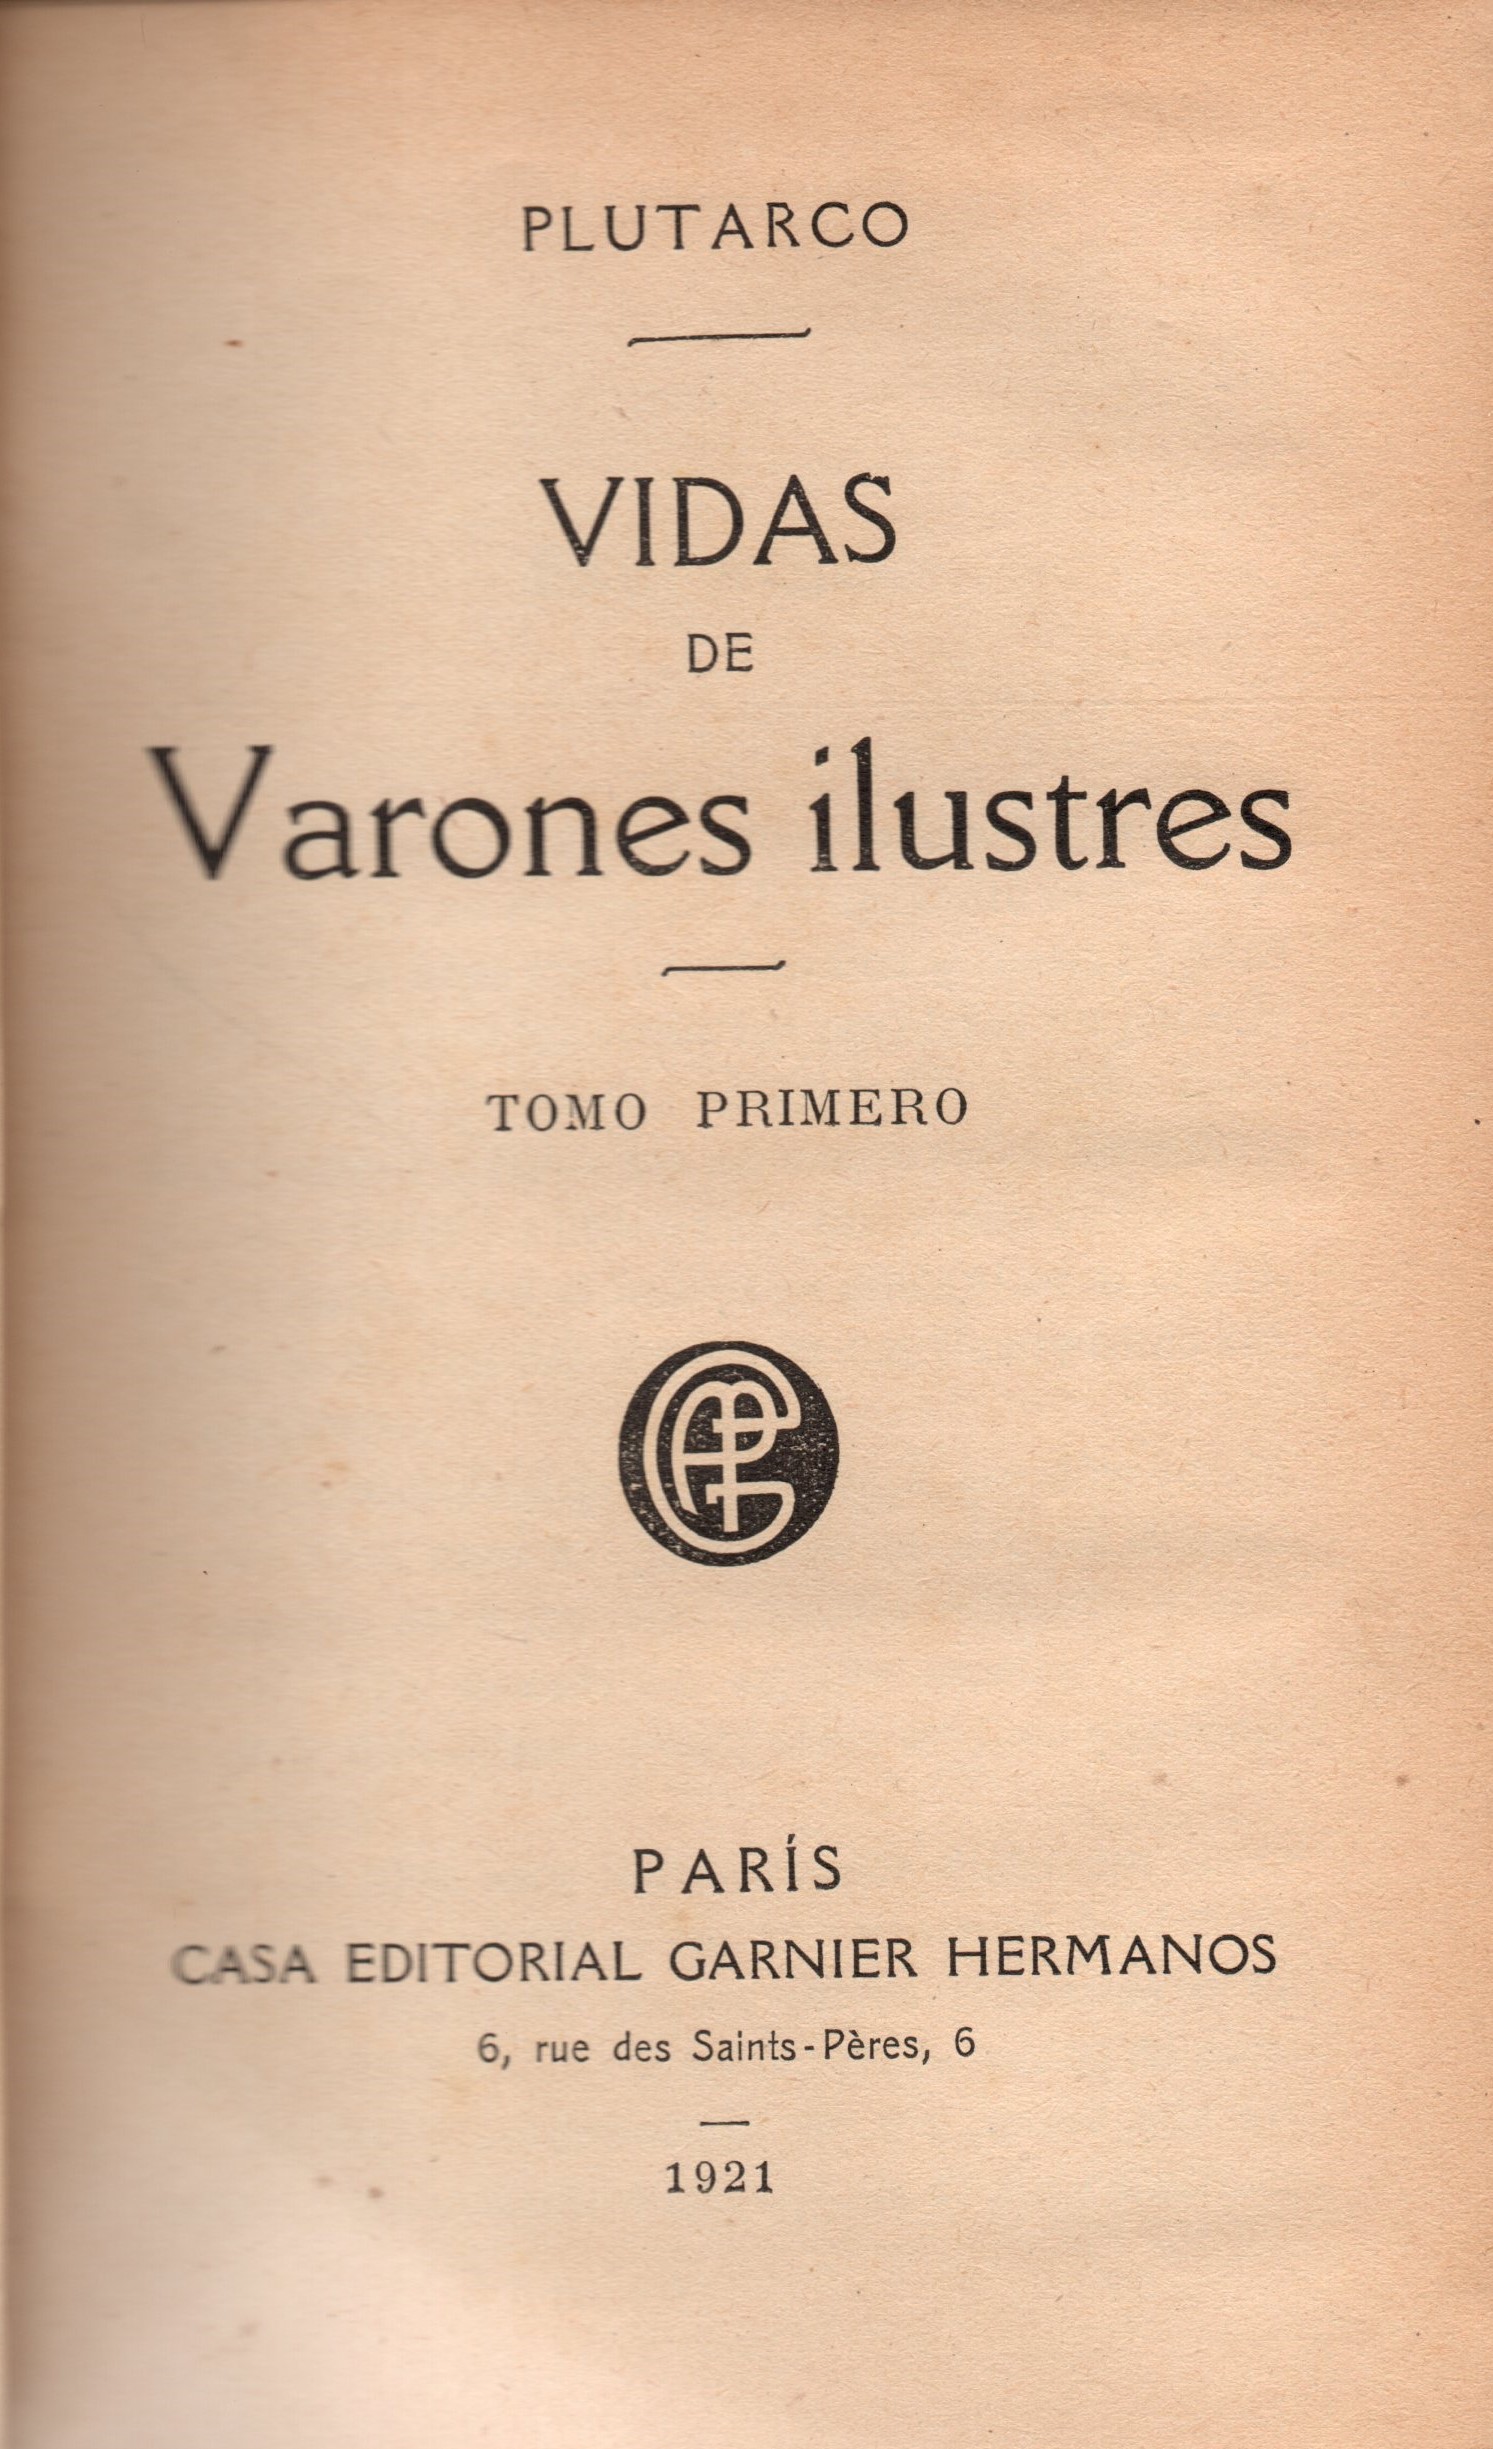 PLUTARCO
VIDAS
DE
Varones ilustres
TOMO PRIMERO
PARÍS
CASA EDITORIAL GARNIER HERMANOS
6, rue des Saints-Pères, 6
1921